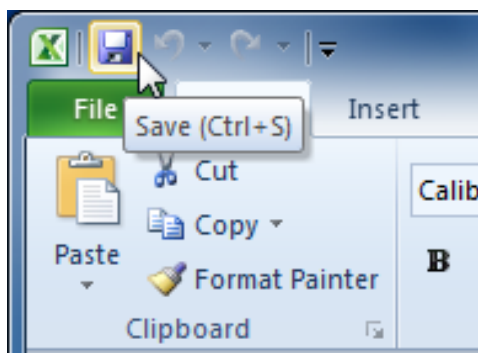 File
Insert
Save (Ctrl+S)
Cut
Calib
Copy
Paste
B
Format Painter
Clipboard